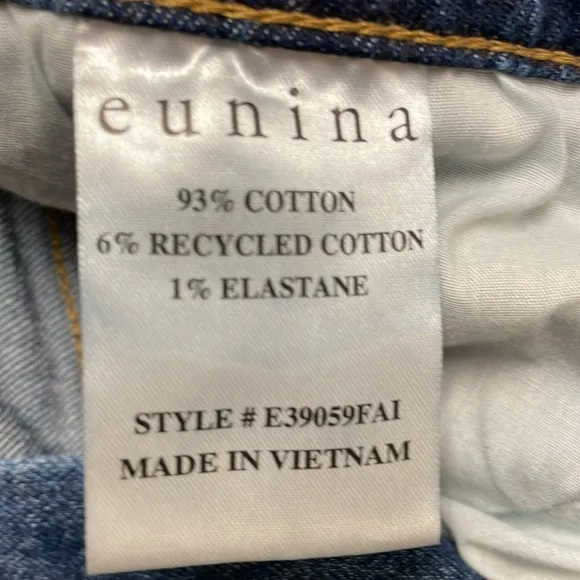 eunina
93% COTTON
6% RECYCLED COTTON
1% ELASTANE
STYLE # E39059FAI
MADE IN VIETNAM